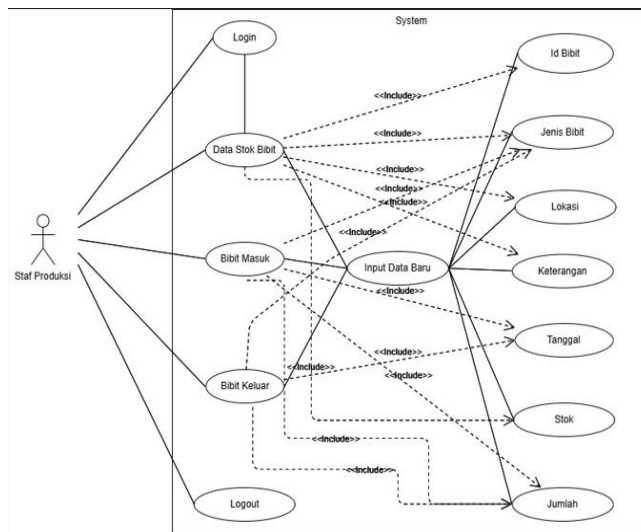 System
Login
Id Bibit
<<Include>>
Data Stok Bibit
<<Include>>
Jenis Bibit
<<Include>>
<<Include>>
<<Include>>
Lokasi
<<Include>>
Staf Produksi
Bibit Masuk
Input Data Baru
Keterangan
<<Include>>
Tanggal
<<Include>>
<<Include>>
Bibit Keluar
<<Include>>
Stok
<<Include>>
<<Include>>
Logout
Jumlah